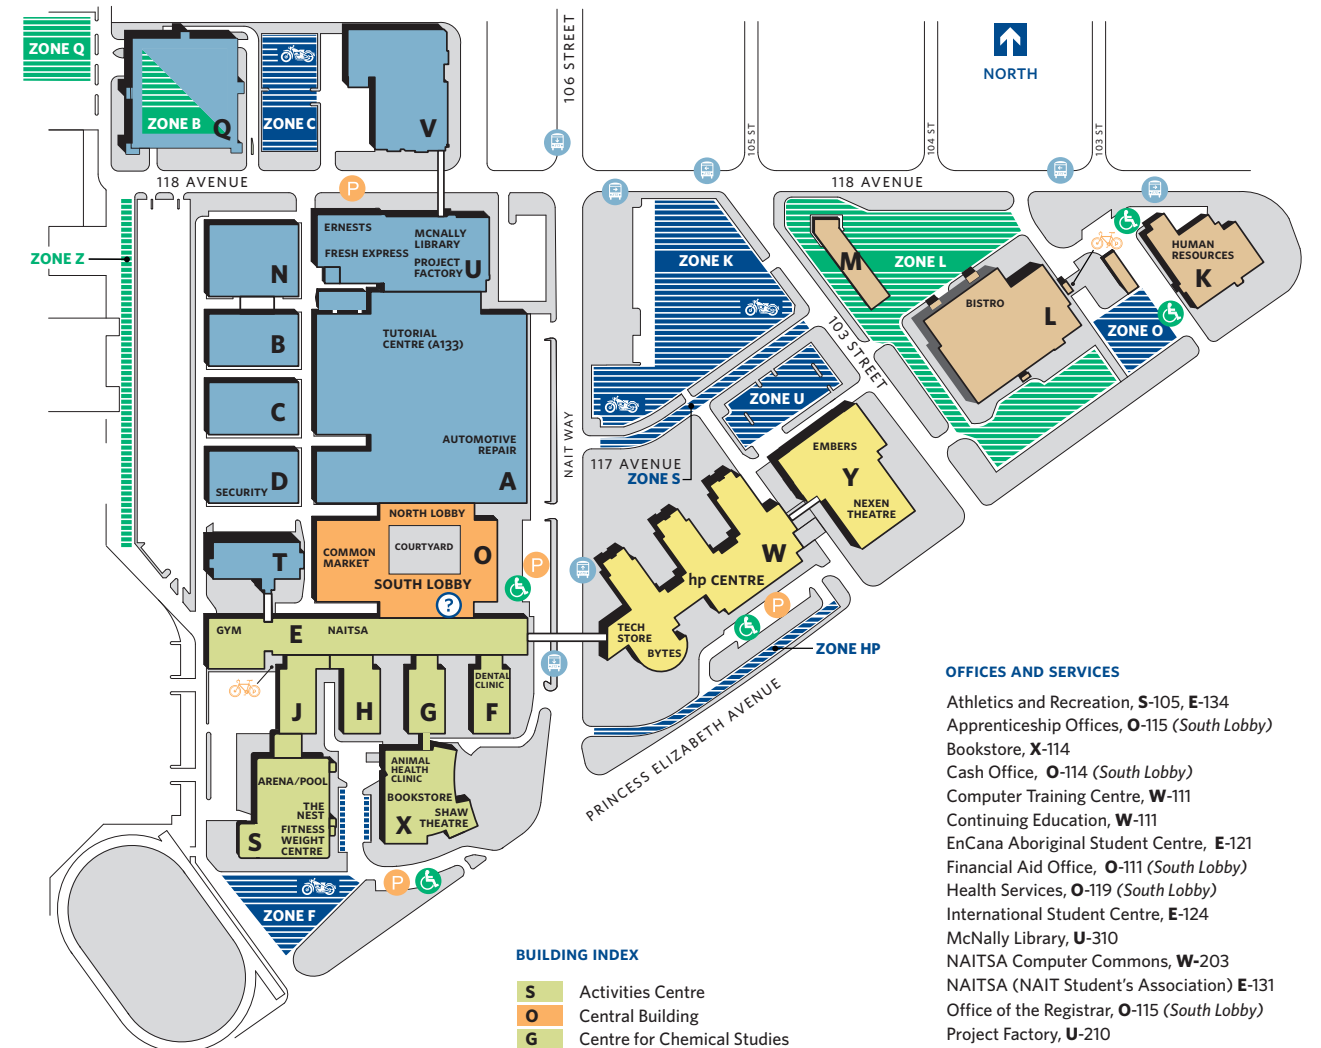 ZONE Q
ZONE B
Q
ZONE C
V
106 STREET
105 ST
104 ST
103 ST
NORTH
118 AVENUE
P
118 AVENUE
ZONE Z
N
B
C
SECURITY D
T
ERNESTS
FRESH EXPRESS
MCNALLY
LIBRARY
PROJECT
FACTORY U
TUTORIAL
CENTRE (A133)
AUTOMOTIVE
REPAIR
A
NORTH LOBBY
COURTYARD
COMMON
MARKET
O
SOUTH LOBBY
?
P
NAIT WAY
ZONE K
ZONE L
M
BISTRO
L
HUMAN
RESOURCES
K
ZONE O
103 STREET
ZONE U
117 AVENUE
ZONE S
EMBERS
Y
NEXEN
THEATRE
W
hp CENTRE
TECH
STORE
BYTES
P
ZONE HP
PRINCESS ELIZABETH AVENUE
GYM
E
NAITSA
J
H
G
DENTAL
CLINIC
F
ARENA/POOL
THE
NEST
FITNESS
WEIGHT
CENTRE
S
ANIMAL
HEALTH
CLINIC
BOOKSTORE
SHAW
THEATRE
X
P
ZONE F
BUILDING INDEX
S Activities Centre
O Central Building
G Centre for Chemical Studies
OFFICES AND SERVICES
Athletics and Recreation, S-105, E-134
Apprenticeship Offices, O-115 (South Lobby)
Bookstore, X-114
Cash Office, O-114 (South Lobby)
Computer Training Centre, W-111
Continuing Education, W-111
EnCana Aboriginal Student Centre, E-121
Financial Aid Office, O-111 (South Lobby)
Health Services, O-119 (South Lobby)
International Student Centre, E-124
McNally Library, U-310
NAITSA Computer Commons, W-203
NAITSA (NAIT Student's Association) E-131
Office of the Registrar, O-115 (South Lobby)
Project Factory, U-210